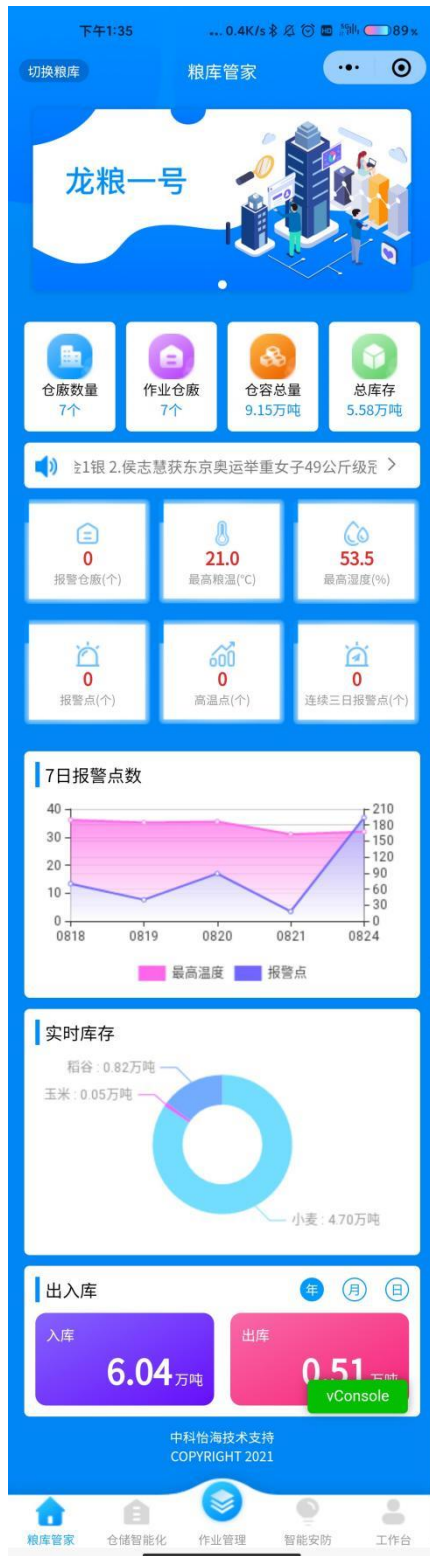 下午1:35
... 0.4K/s HD 5G 89%
切换粮库
粮库管家
龙粮一号
仓廒数量
7个
作业仓廒
7个
仓容总量
9.15万吨
总库存
5.58万吨
1银 2.侯志慧获东京奥运举重女子49公斤级
0
报警仓廒(个)
21.0
最高粮温(℃)
53.5
最高湿度(%)
0
报警点(个)
0
高温点(个)
0
连续三日报警点(个)
7日报警点数
40
30
20
10
0
210
180
150
120
90
60
30
0
0818 0819 0820 0821 0824
最高温度 报警点
实时库存
稻谷 : 0.82万吨
玉米 : 0.05万吨
小麦 : 4.70万吨
出入库
年 月 日
入库
6.04万吨
出库
0.51万吨
vConsole
中科怡海技术支持
COPYRIGHT 2021
粮库管家 仓储智能化 作业管理 智能安防 工作台